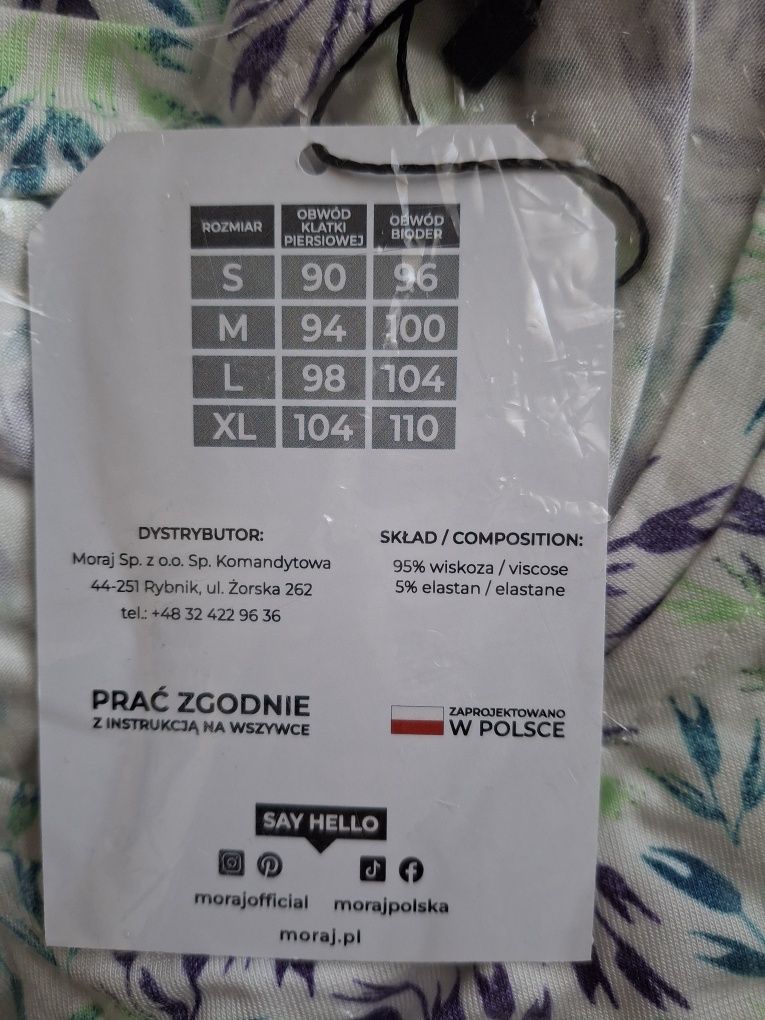 ROZMIAR
OBWÓD KLATKI PIERSIOWEJ
OBWÓD BIODER
S 90 96
M 94 100
L 98 104
XL 104 110
DYSTRYBUTOR:
Moraj Sp. z o.o. Sp. Komandytowa
44-251 Rybnik, ul. Żorska 262
tel.: +48 32 422 96 36
SKŁAD / COMPOSITION:
95% wiskoza / viscose
5% elastan / elastane
PRAĆ ZGODNIE
Z INSTRUKCJĄ NA WSZYWCE
ZAPROJEKTOWANO
W POLSCE
SAY HELLO
morajofficial morajpolska
moraj.pl